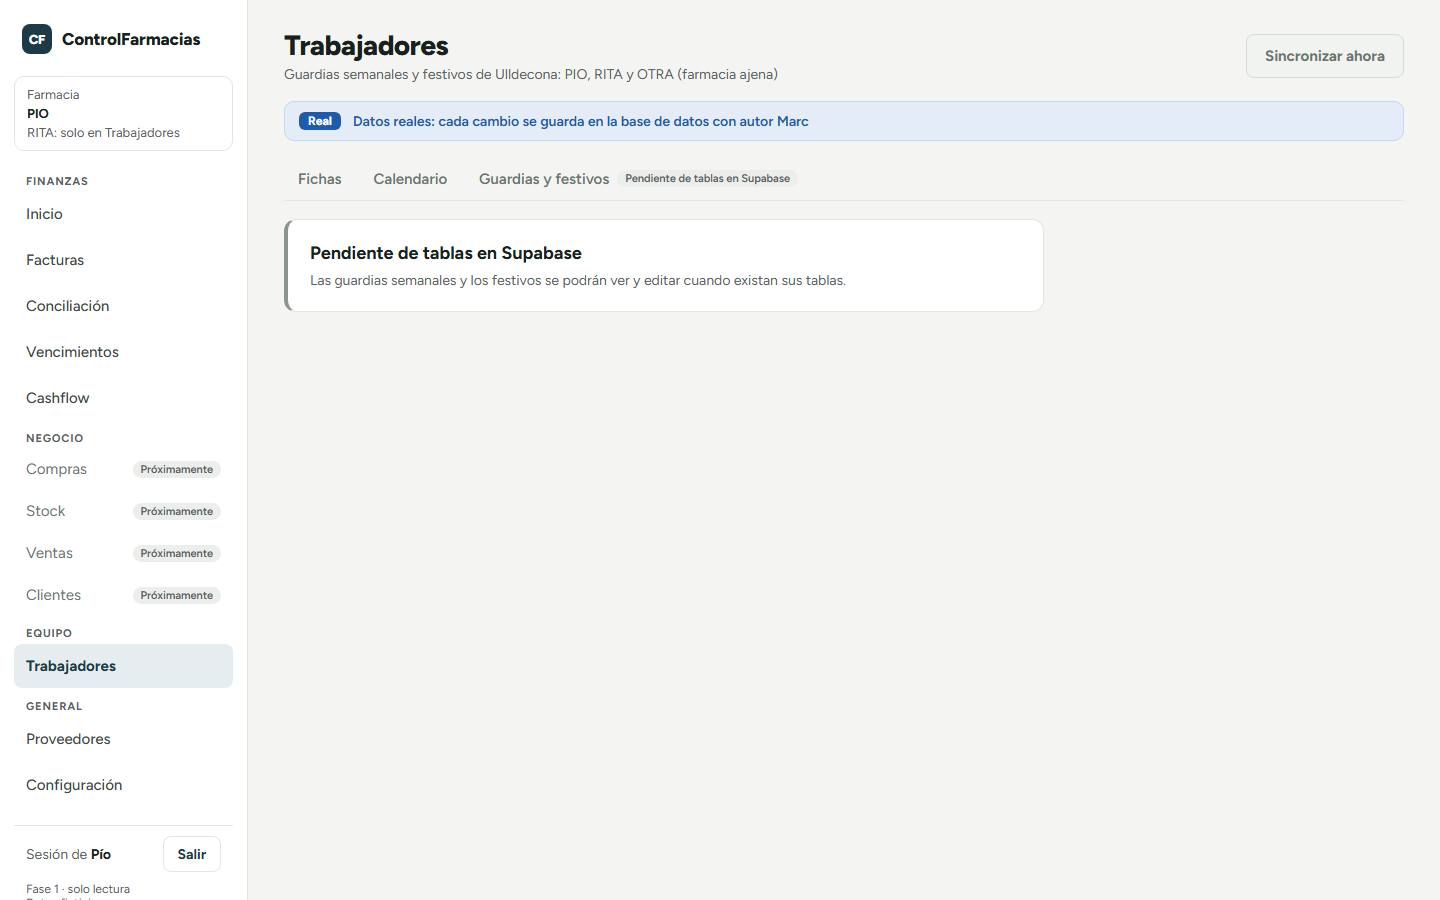 CF ControlFarmacias
Farmacia
PIO
RITA: solo en Trabajadores
FINANZAS
Inicio
Facturas
Conciliación
Vencimientos
Cashflow
NEGOCIO
Compras Próximamente
Stock Próximamente
Ventas Próximamente
Clientes Próximamente
EQUIPO
Trabajadores
GENERAL
Proveedores
Configuración
Sesión de Pío Salir
Fase 1 · solo lectura
Trabajadores
Guardias semanales y festivos de Ulldecona: PIO, RITA y OTRA (farmacia ajena)
Sincronizar ahora
Real Datos reales: cada cambio se guarda en la base de datos con autor Marc
Fichas Calendario Guardias y festivos Pendiente de tablas en Supabase
Pendiente de tablas en Supabase
Las guardias semanales y los festivos se podrán ver y editar cuando existan sus tablas.